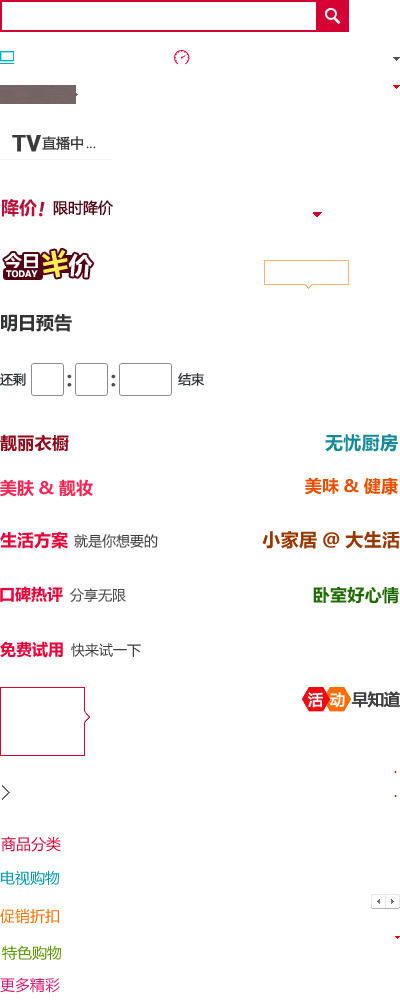 TV直播中...
降价! 限时降价
今日半价
TODAY
明日预告
还剩 : : 结束
靓丽衣橱 无忧厨房
美肤 & 靓妆 美味 & 健康
生活方案 就是你想要的 小家居 @ 大生活
口碑热评 分享无限 卧室好心情
免费试用 快来试一下
活动早知道
商品分类
电视购物
促销折扣
特色购物
更多精彩